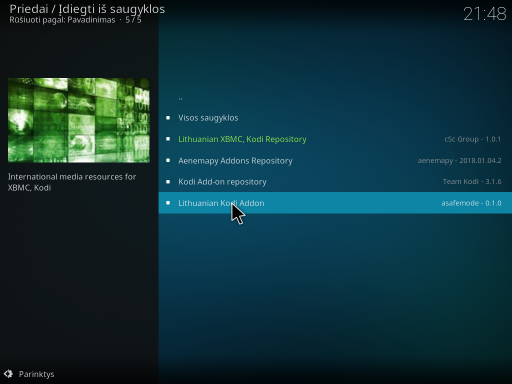 Priedai / Įdiegti iš saugyklos
Rūšiuoti pagal: Pavadinimas · 5 / 5
21:48
..
Visos saugyklos
Lithuanian XBMC, Kodi Repository
cSc Group - 1.0.1
Aenemapy Addons Repository
aenemapy - 2018.01.04.2
Kodi Add-on repository
Team Kodi - 3.1.6
Lithuanian Kodi Addon
asafemode - 0.1.0
International media resources for
XBMC, Kodi
Parinktys